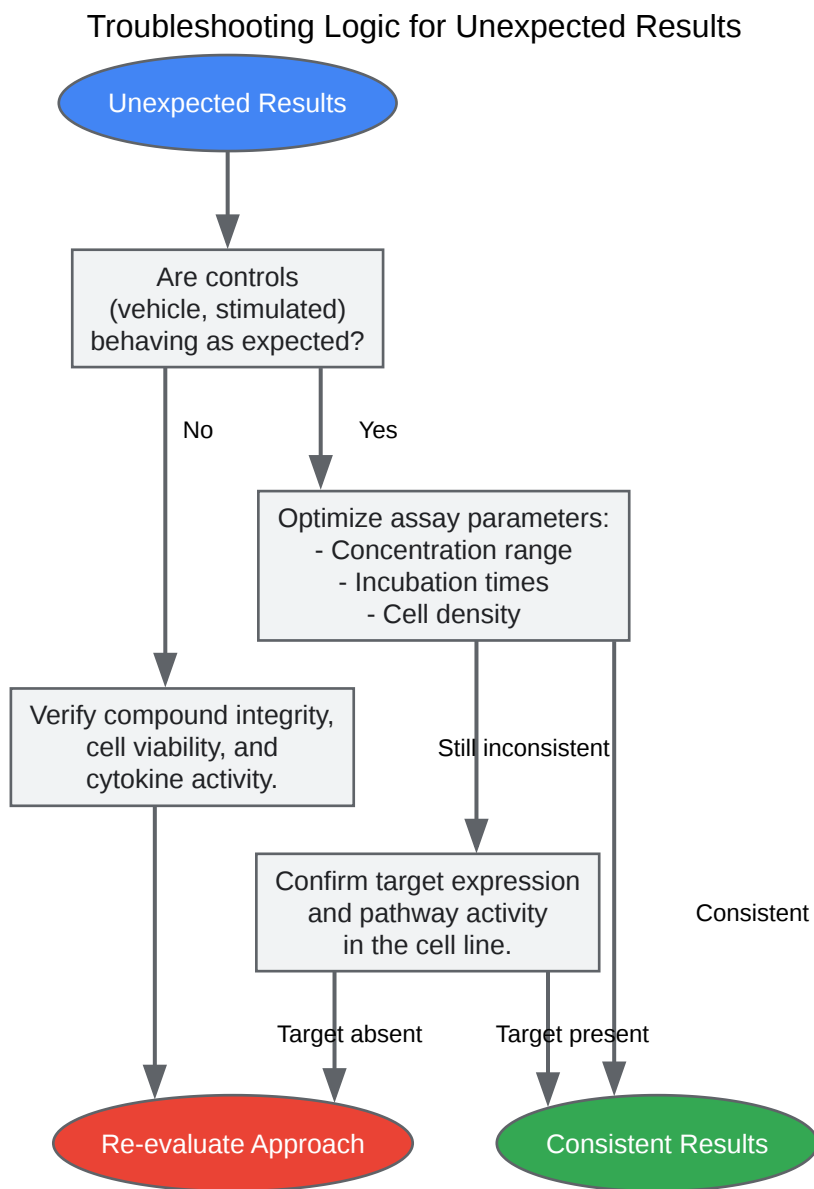 Troubleshooting Logic for Unexpected Results
Unexpected Results
Are controls
(vehicle, stimulated)
behaving as expected?
No
Yes
Optimize assay parameters:
- Concentration range
- Incubation times
- Cell density
Verify compound integrity,
cell viability, and
cytokine activity.
Still inconsistent
Confirm target expression
and pathway activity
in the cell line.
Consistent
Target absent
Target present
Re-evaluate Approach
Consistent Results